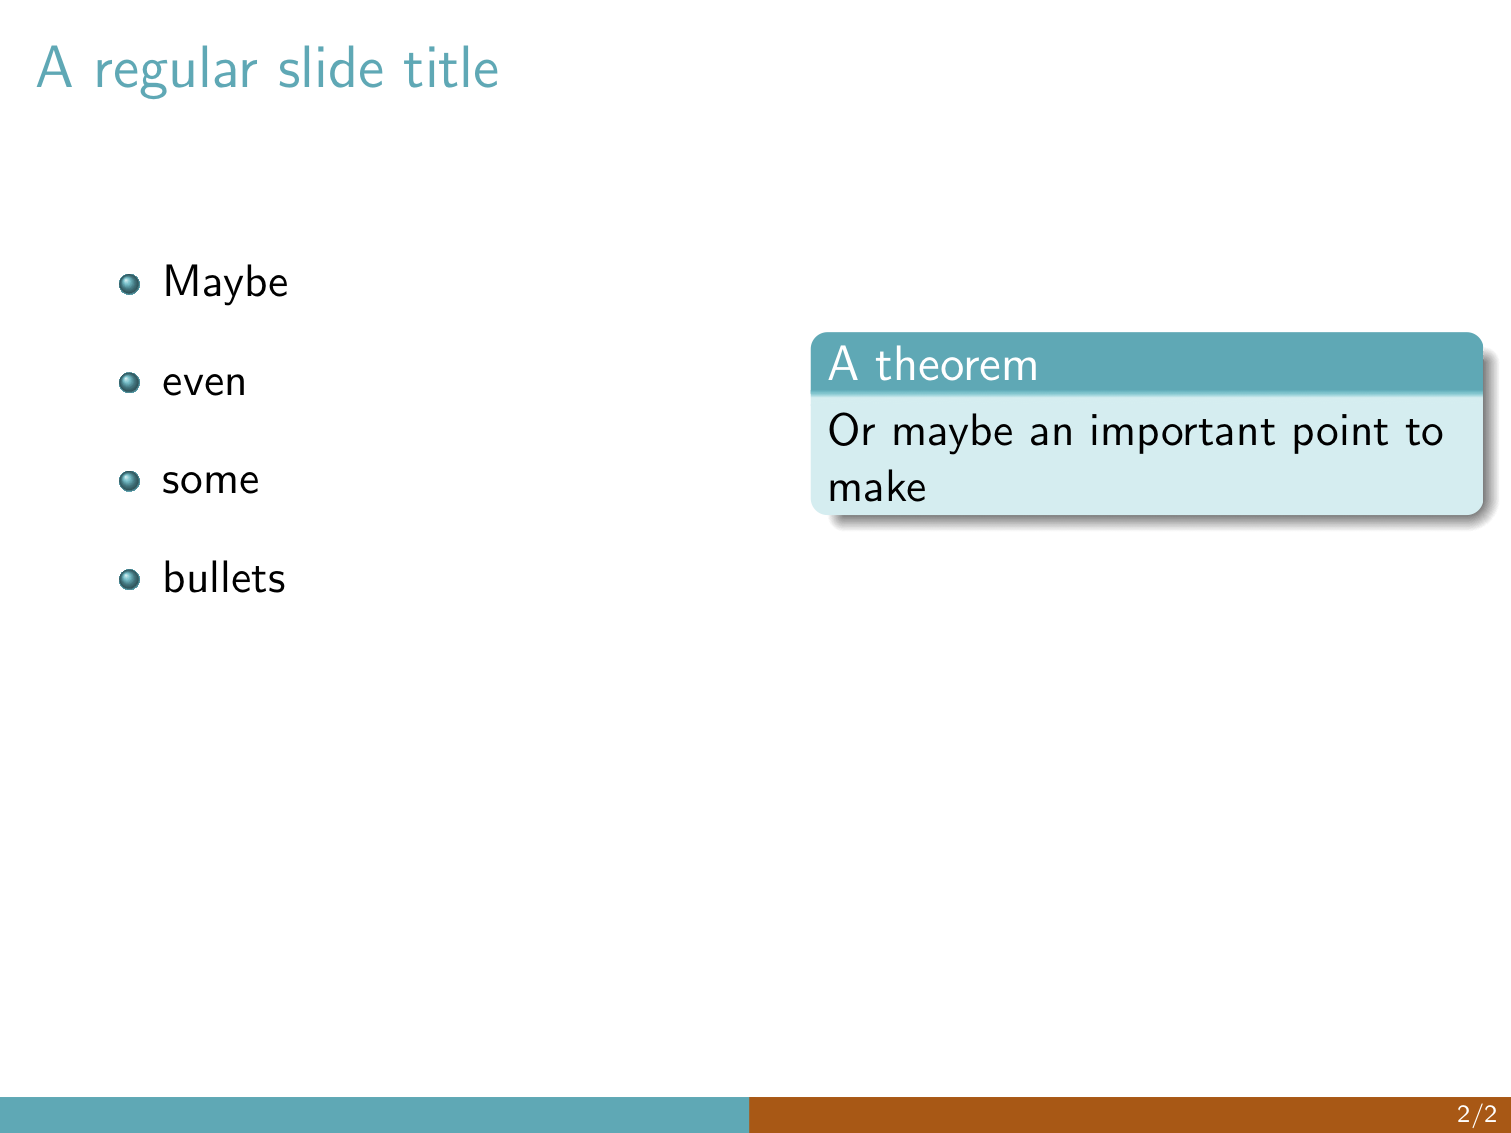 A regular slide title
Maybe
even
some
bullets
A theorem
Or maybe an important point to
make
2/2